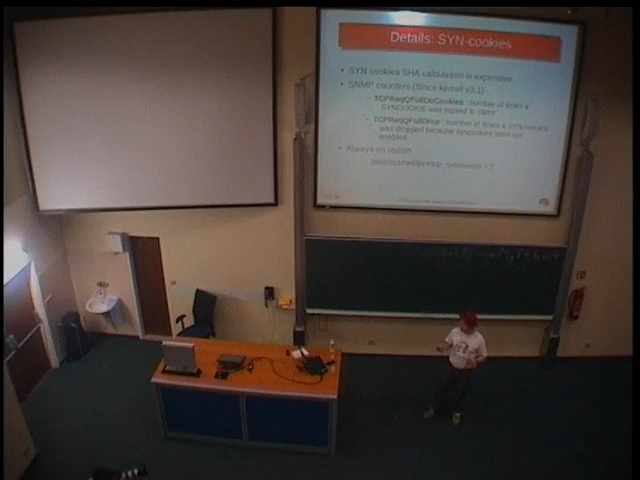 Details: SYN-cookies
SYN cookies SHA calculation is expensive
SNMP counters (Since kernel v3.1)
TCPReqQFullDoCookies : number of times a
SYNCOOKIE was replied to client
TCPReqQFullDrop : number of times a SYN request
was dropped because syncookies were not
enabled.
Always on option